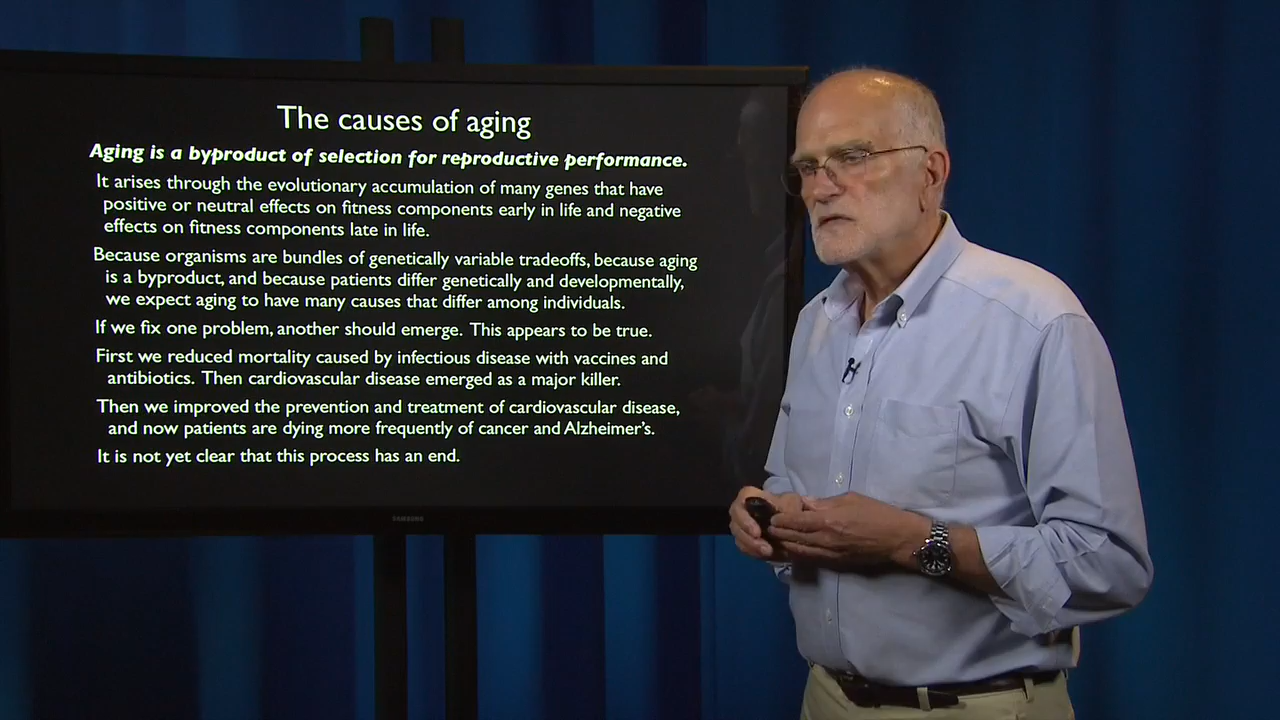 The causes of aging
Aging is a byproduct of selection for reproductive performance.
It arises through the evolutionary accumulation of many genes that have
positive or neutral effects on fitness components early in life and negative
effects on fitness components late in life.
Because organisms are bundles of genetically variable tradeoffs, because aging
is a byproduct, and because patients differ genetically and developmentally,
we expect aging to have many causes that differ among individuals.
If we fix one problem, another should emerge. This appears to be true.
First we reduced mortality caused by infectious disease with vaccines and
antibiotics. Then cardiovascular disease emerged as a major killer.
Then we improved the prevention and treatment of cardiovascular disease,
and now patients are dying more frequently of cancer and Alzheimer's.
It is not yet clear that this process has an end.
SAMSUNG